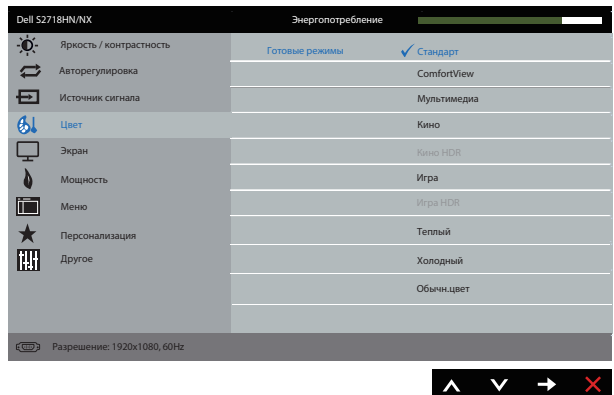 Dell S2718HN/NX Энергопотребление
Яркость / контрастность
Авторегулировка
Источник сигнала
Цвет
Экран
Мощность
Меню
Персонализация
Другое
Готовые режимы
Стандарт
ComfortView
Мультимедиа
Кино
Кино HDR
Игра
Игра HDR
Теплый
Холодный
Обычн.цвет
Разрешение: 1920x1080, 60Hz